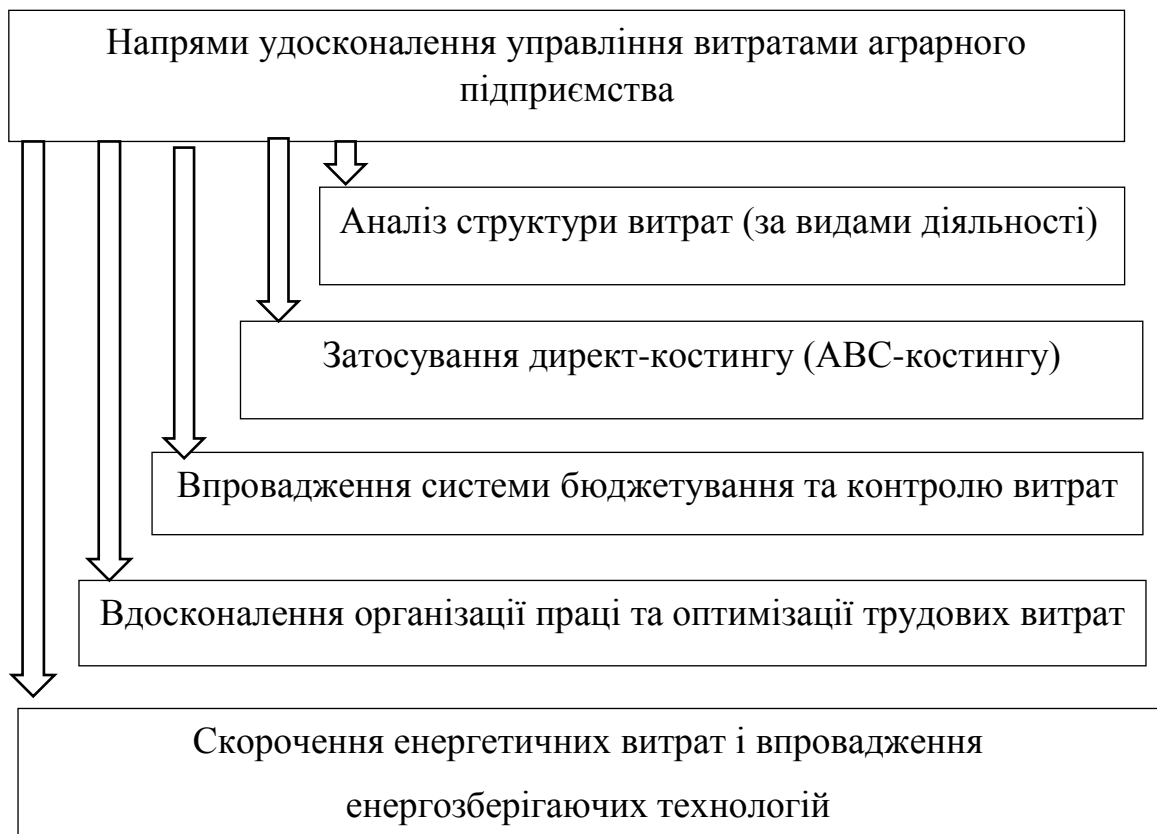 Напрями удосконалення управління витратами аграрного
підприємства
Аналіз структури витрат (за видами діяльності)
Затосування директ-костингу (АВС-костингу)
Впровадження системи бюджетування та контролю витрат
Вдосконалення організації праці та оптимізації трудових витрат
Скорочення енергетичних витрат і впровадження
енергозберігаючих технологій